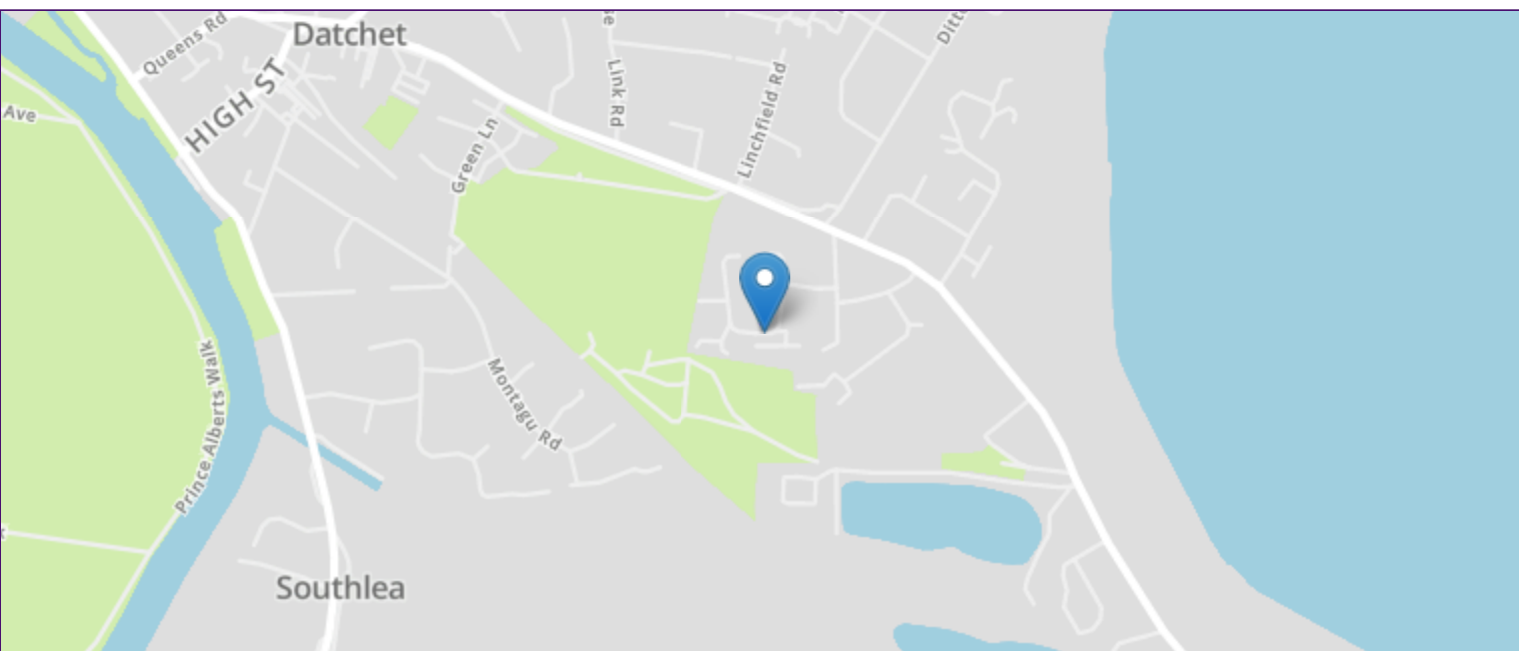 Datchet
Queens Rd
HIGH ST
Ave
Link Rd
Linchfield Rd
Green Ln
Montagu Rd
Prince Alberts Walk
Southlea